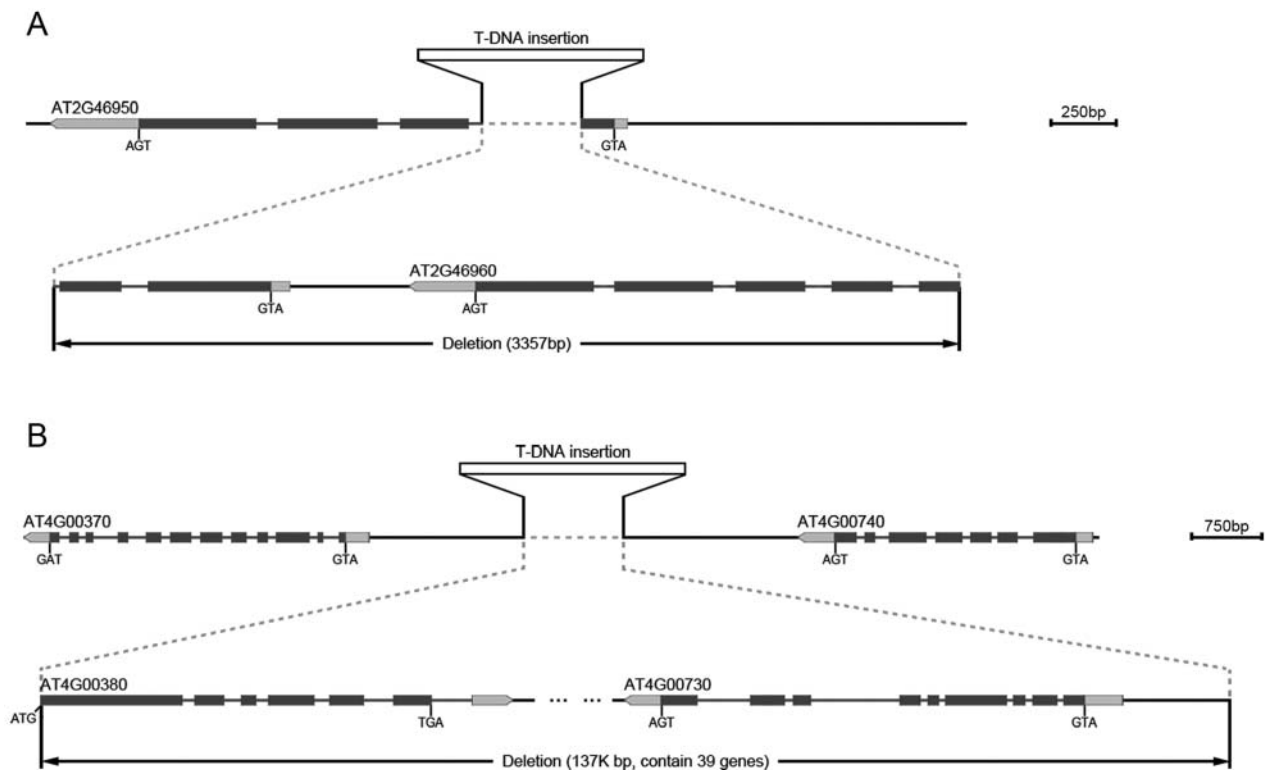 A
T-DNA insertion
AT2G46950
250bp
AGT
GTA
AT2G46960
GTA
AGT
Deletion (3357bp)
B
T-DNA insertion
AT4G00370
AT4G00740
750bp
GAT
GTA
AGT
GTA
AT4G00380
AT4G00730
... ...
ATG
TGA
AGT
GTA
Deletion (137K bp, contain 39 genes)